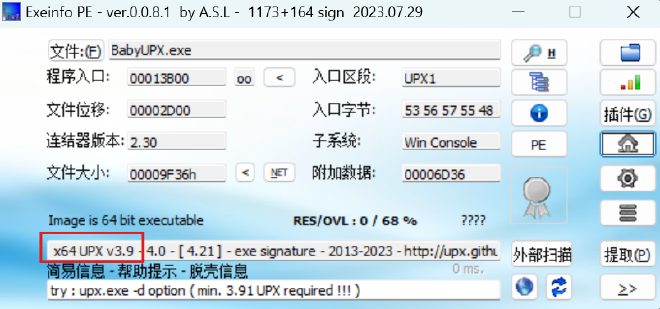 Exeinfo PE - ver.0.0.8.1 by A.S.L - 1173+164 sign 2023.07.29
文件:(F) BabyUPX.exe H
程序入口: 00013B00 oo < 入口区段: UPX1
文件位移: 00002D00 入口字节: 53 56 57 55 48 插件(G)
连结器版本: 2.30 子系统: Win Console PE
文件大小: 00009F36h < NET 附加数据: 00006D36
Image is 64 bit executable RES/OVL : 0 / 68 % ????
x64 UPX v3.9 - 4.0 - [ 4.21 ] - exe signature - 2013-2023 - http://upx.githu 外部扫描 提取(P)
简易信息 - 帮助提示 - 脱壳信息 0 ms.
try : upx.exe -d option ( min. 3.91 UPX required !!! ) >>